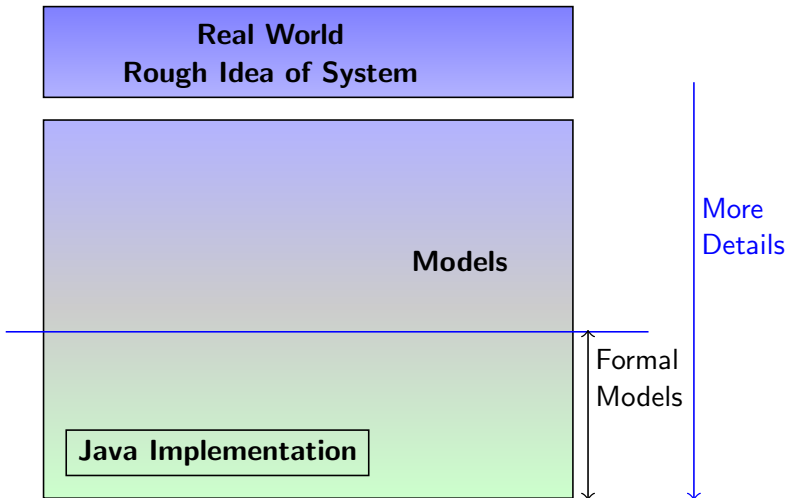 Real World
Rough Idea of System
More
Details
Models
Formal
Models
Java Implementation